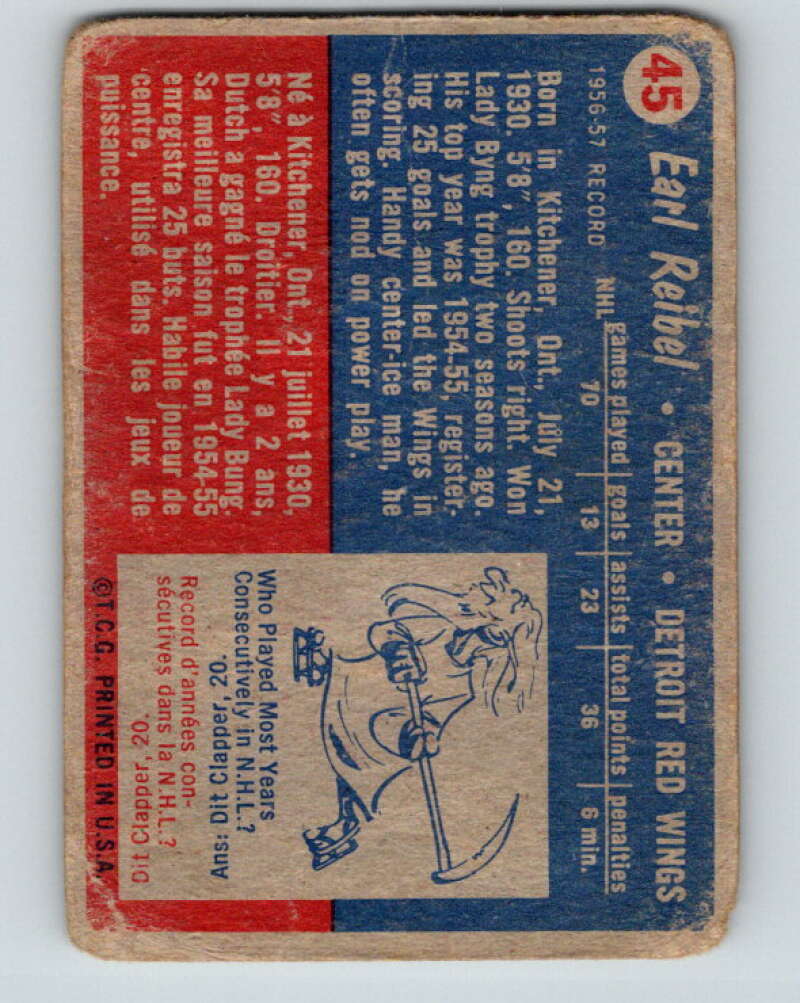 45 Earl Reibel • CENTER • DETROIT RED WINGS
1956-57 RECORD
games played goals assists total points penalties
NHL 70 13 23 36 6 min.
Born in Kitchener, Ont., July 21,
1930. 5'8", 160. Shoots right. Won
Lady Byng trophy two seasons ago.
His top year was 1954-55, register-
ing 25 goals and led the Wings in
scoring. Handy center-ice man, he
often gets nod on power play.
Né à Kitchener, Ont., 21 juillet 1930,
5'8", 160. Droitier. Il y a 2 ans,
Dutch a gagné le trophée Lady Bung
Sa meilleure saison fut en 1954-55
enregistra 25 buts. Habile joueur de
centre, utilisé dans les jeux de
puissance.
Who Played Most Years
Consecutively in N.H.L.?
Ans: Dit Clapper, 20.
Record d'années con-
sécutives dans la N.H.L.?
Dit Cladper, 20.
©T.C.G. PRINTED IN U.S.A.